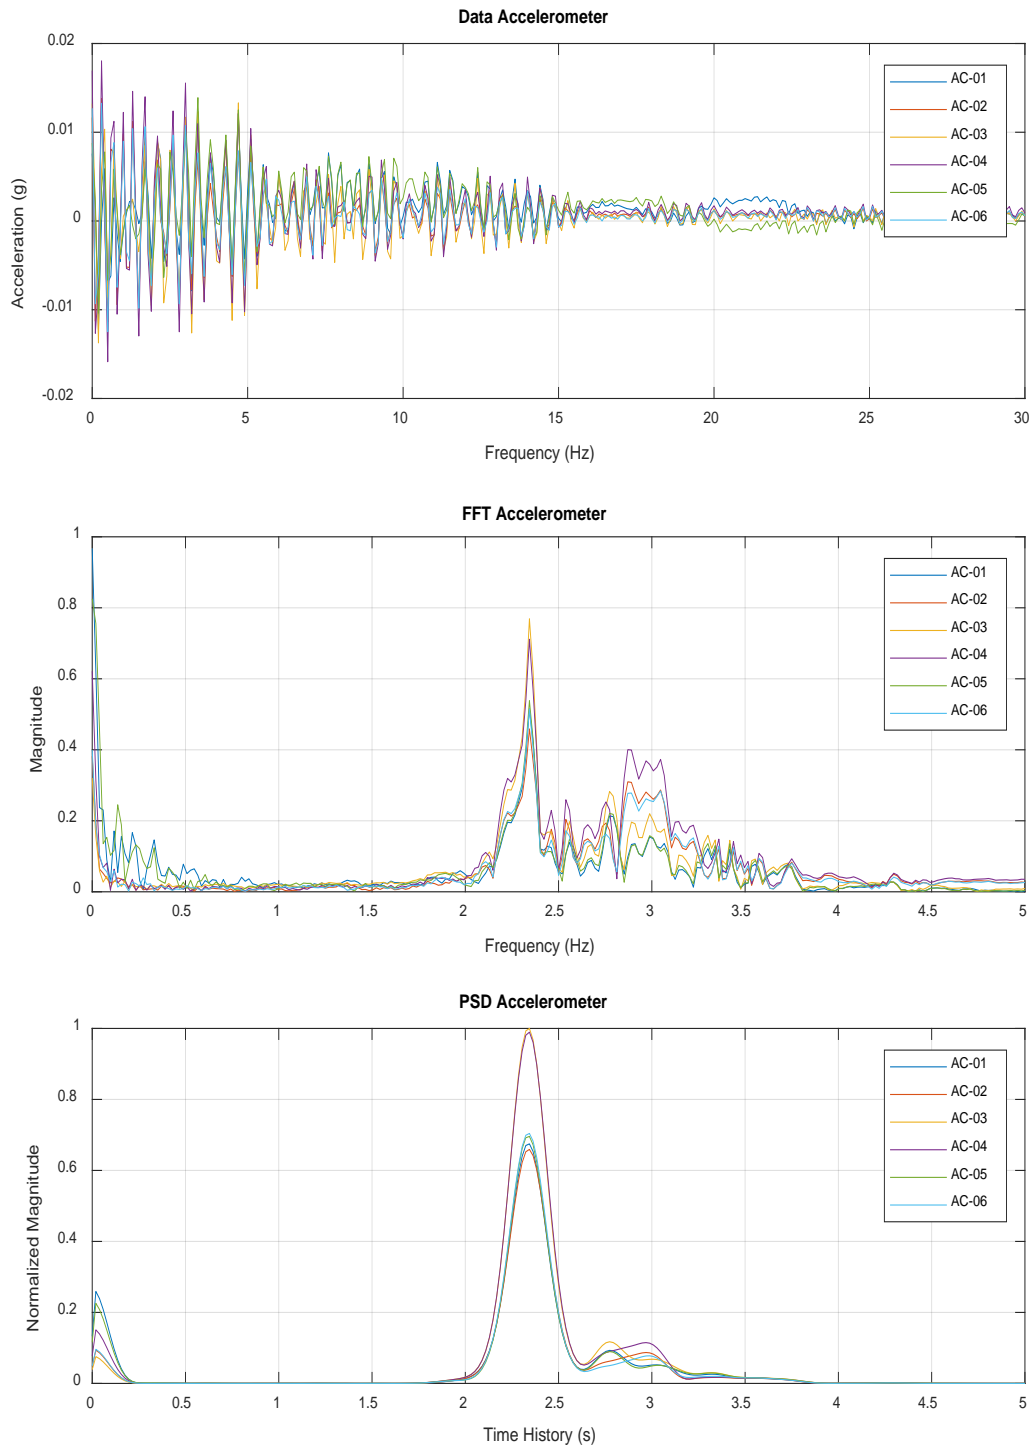 Data Accelerometer
0.02
0.01
0
-0.01
-0.02
Acceleration (g)
0 5 10 15 20 25 30
Frequency (Hz)
AC-01
AC-02
AC-03
AC-04
AC-05
AC-06
FFT Accelerometer
1
0.8
0.6
0.4
0.2
0
Magnitude
0 0.5 1 1.5 2 2.5 3 3.5 4 4.5 5
Frequency (Hz)
AC-01
AC-02
AC-03
AC-04
AC-05
AC-06
PSD Accelerometer
1
0.8
0.6
0.4
0.2
0
Normalized Magnitude
0 0.5 1 1.5 2 2.5 3 3.5 4 4.5 5
Time History (s)
AC-01
AC-02
AC-03
AC-04
AC-05
AC-06